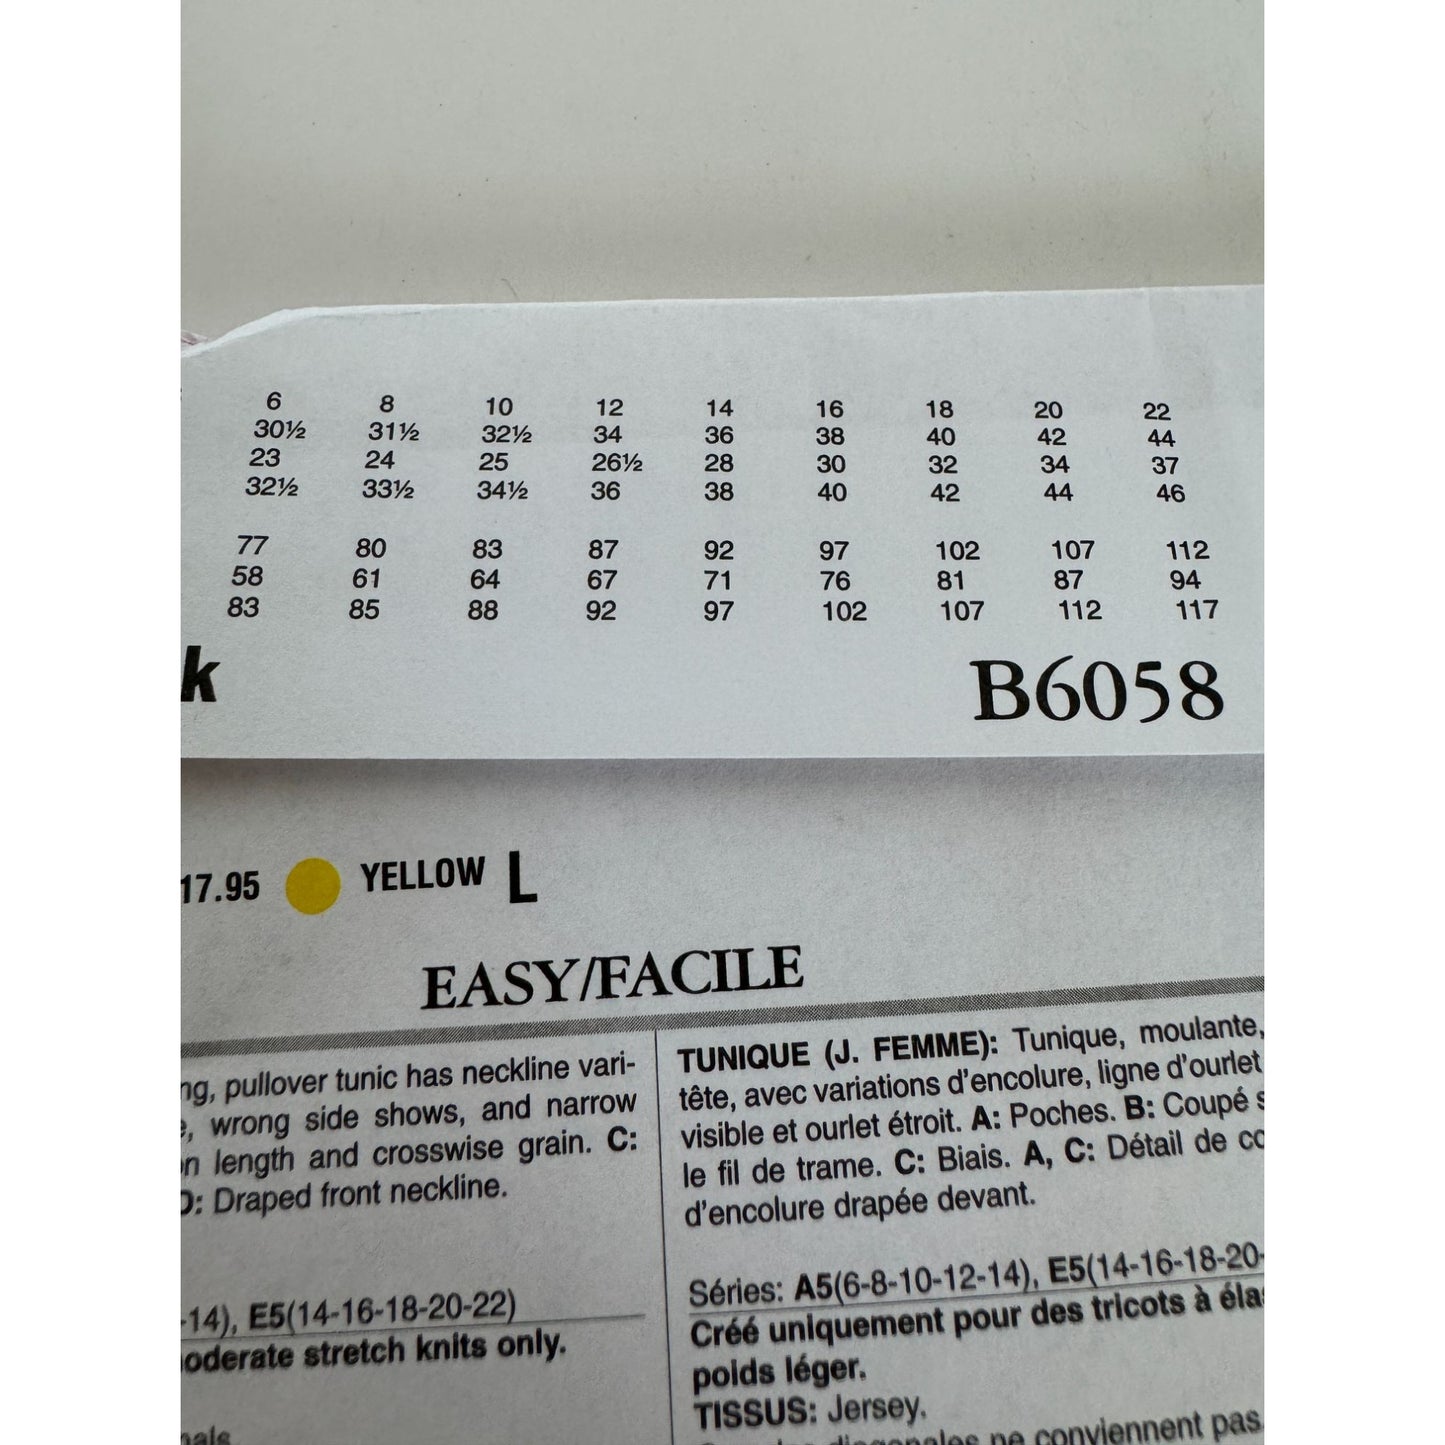 6 8 10 12 14 16 18 20 22
30½ 31½ 32½ 34 36 38 40 42 44
23 24 25 26½ 28 30 32 34 37
32½ 33½ 34½ 36 38 40 42 44 46
77 80 83 87 92 97 102 107 112
58 61 64 67 71 76 81 87 94
83 85 88 92 97 102 107 112 117
k B6058
17.95 YELLOW L
EASY/FACILE
ng, pullover tunic has neckline vari-
e, wrong side shows, and narrow
on length and crosswise grain. C:
D: Draped front neckline.
-14), E5(14-16-18-20-22)
oderate stretch knits only.
nals
TUNIQUE (J. FEMME): Tunique, moulante,
tête, avec variations d'encolure, ligne d'ourlet
visible et ourlet étroit. A: Poches. B: Coupé s
le fil de trame. C: Biais. A, C: Détail de co
d'encolure drapée devant.
Séries: A5(6-8-10-12-14), E5(14-16-18-20-
Créé uniquement pour des tricots à éla
poids léger.
TISSUS: Jersey.
diagonales ne conviennent pas.